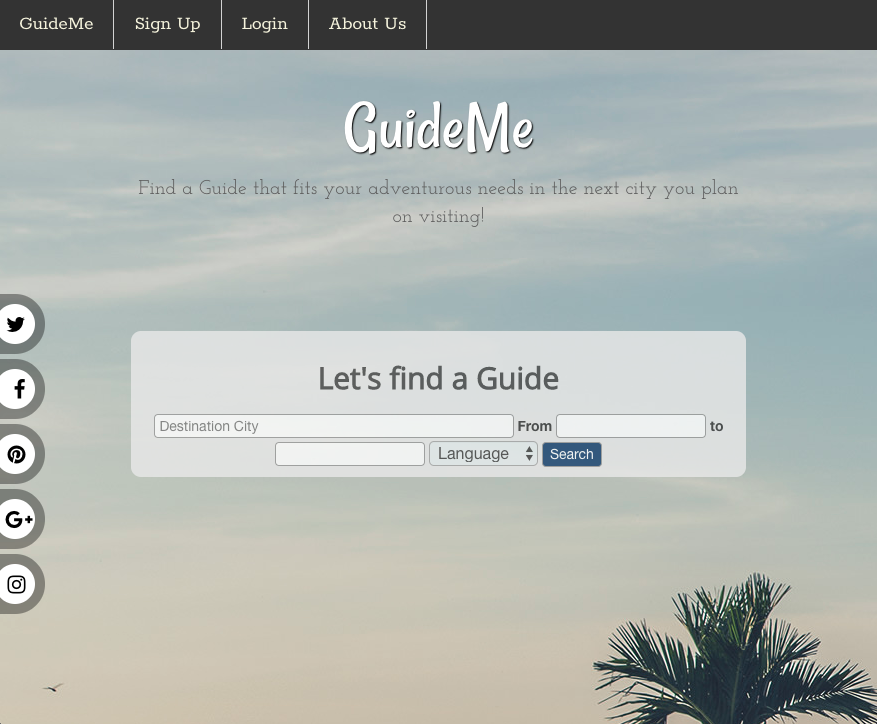 GuideMe Sign Up Login About Us
GuideMe
Find a Guide that fits your adventurous needs in the next city you plan
on visiting!
Let's find a Guide
Destination City From to
Language Search